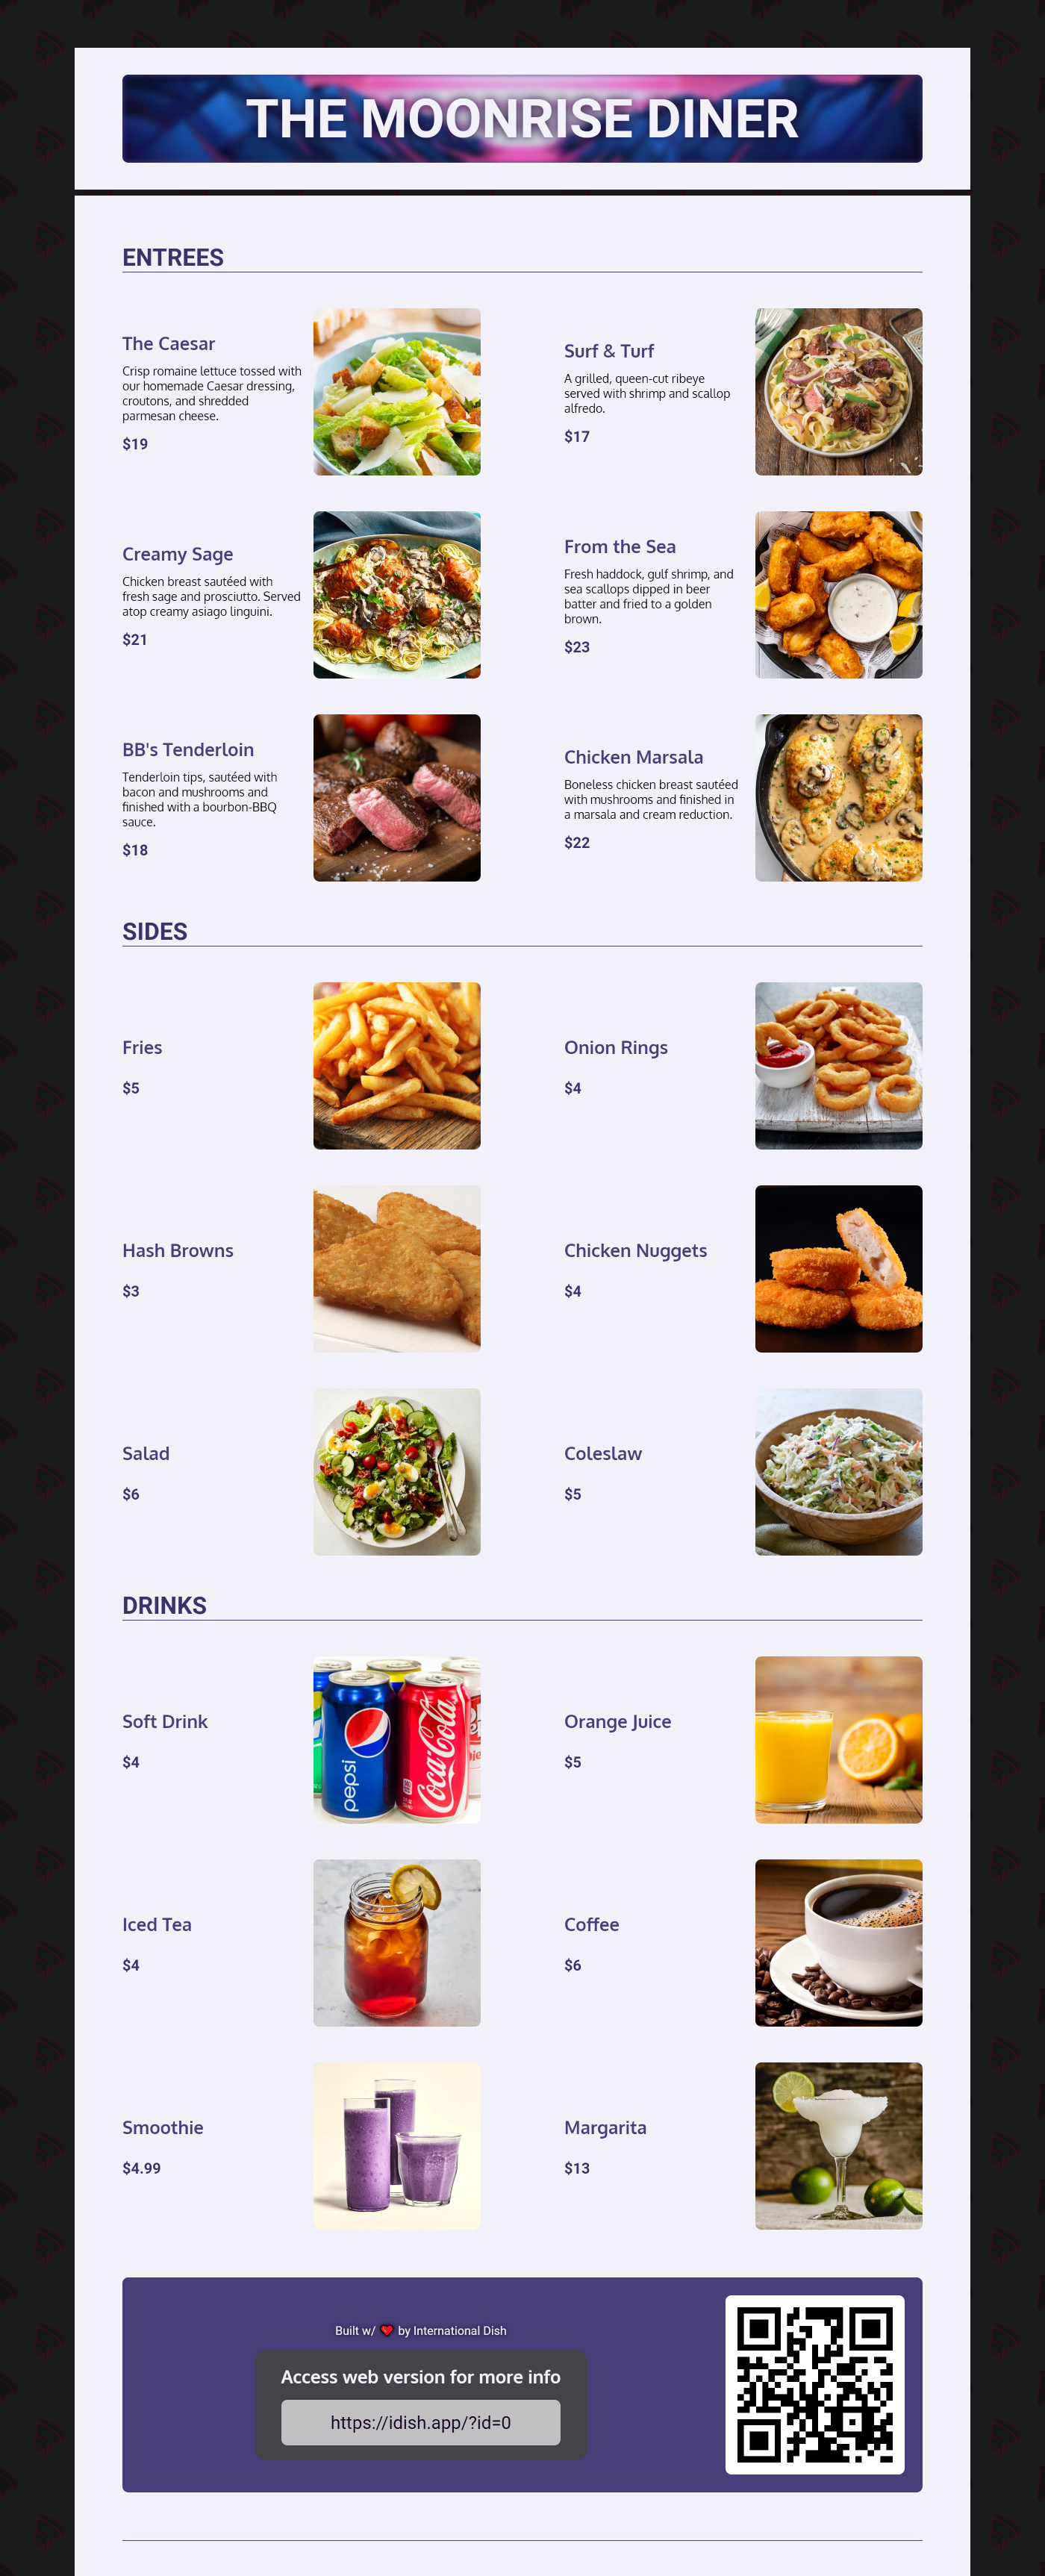 THE MOONRISE DINER
ENTREES
The Caesar
Crisp romaine lettuce tossed with
our homemade Caesar dressing,
croutons, and shredded
parmesan cheese.
$19
Surf & Turf
A grilled, queen-cut ribeye
served with shrimp and scallop
alfredo.
$17
Creamy Sage
Chicken breast sautéed with
fresh sage and prosciutto. Served
atop creamy asiago linguini.
$21
From the Sea
Fresh haddock, gulf shrimp, and
sea scallops dipped in beer
batter and fried to a golden
brown.
$23
BB's Tenderloin
Tenderloin tips, sautéed with
bacon and mushrooms and
finished with a bourbon-BBQ
sauce.
$18
Chicken Marsala
Boneless chicken breast sautéed
with mushrooms and finished in
a marsala and cream reduction.
$22
SIDES
Fries
$5
Onion Rings
$4
Hash Browns
$3
Chicken Nuggets
$4
Salad
$6
Coleslaw
$5
DRINKS
Soft Drink
$4
pepsi
Coca-Cola
Orange Juice
$5
Iced Tea
$4
Coffee
$6
Smoothie
$4.99
Margarita
$13
Built w/ ❤ by International Dish
Access web version for more info
https://idish.app/?id=0